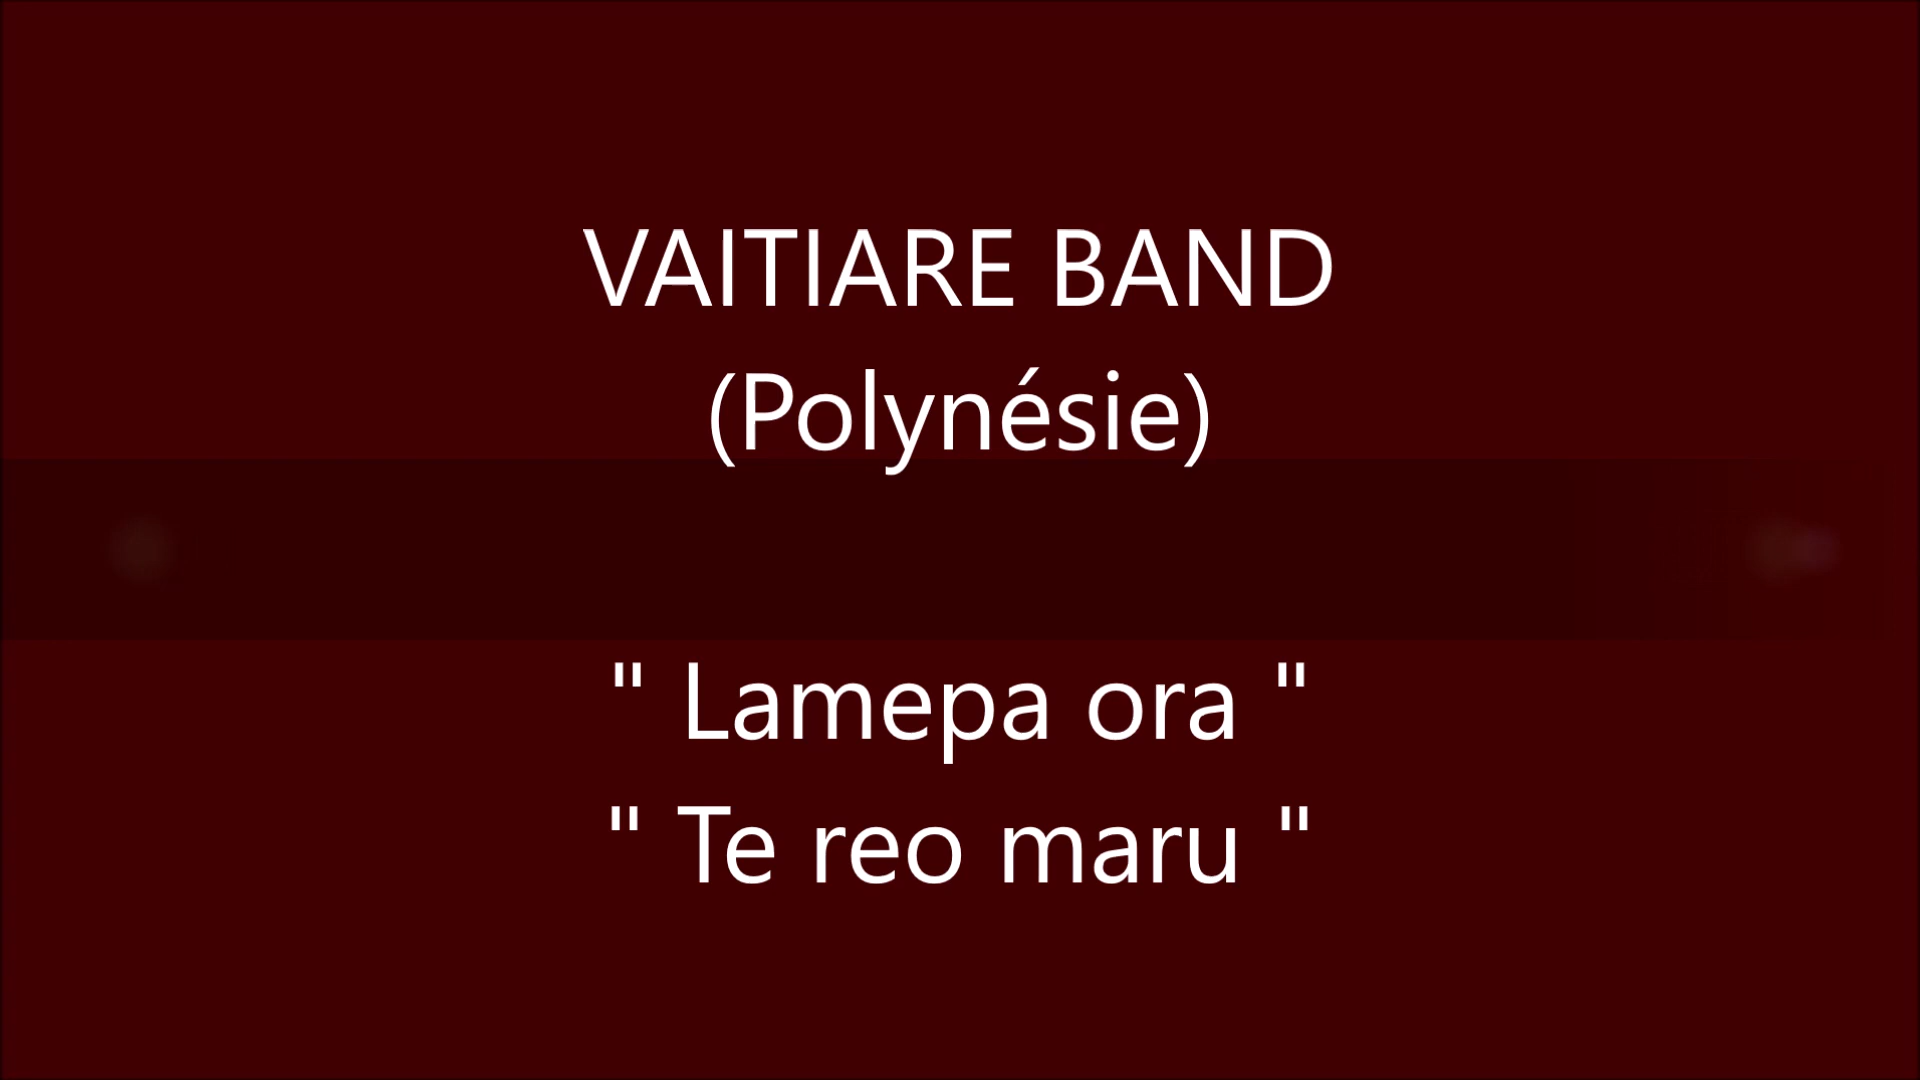 VAITIARE BAND
(Polynésie)
" Lamepa ora "
" Te reo maru "